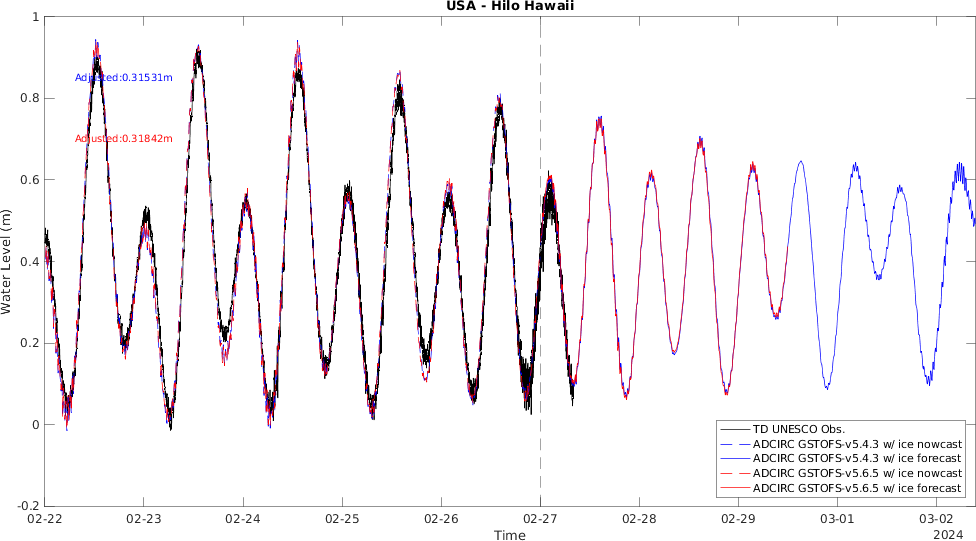 USA - Hilo Hawaii
1
0.8
0.6
0.4
0.2
0
-0.2
Water Level (m)
Adjusted:0.31531m
Adjusted:0.31842m
TD UNESCO Obs.
ADCIRC GSTOFS-v5.4.3 w/ ice nowcast
ADCIRC GSTOFS-v5.4.3 w/ ice forecast
ADCIRC GSTOFS-v5.6.5 w/ ice nowcast
ADCIRC GSTOFS-v5.6.5 w/ ice forecast
02-22 02-23 02-24 02-25 02-26 02-27 02-28 02-29 03-01 03-02
Time
2024